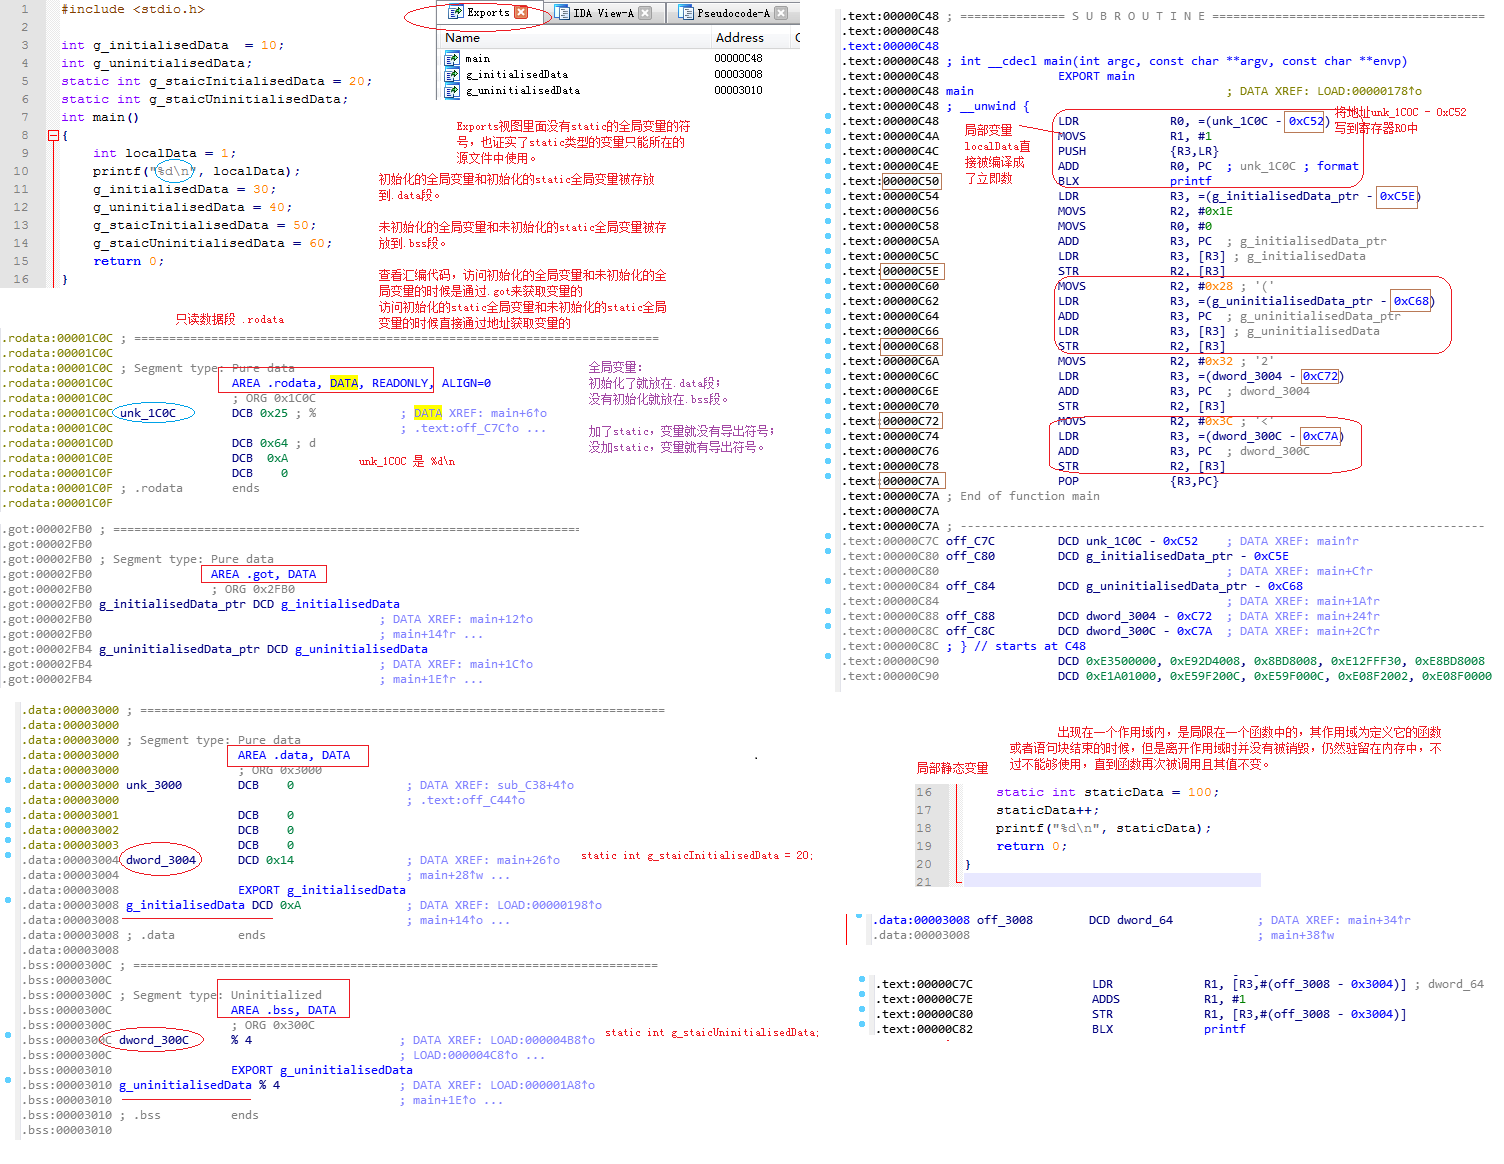 1 #include <stdio.h>
2
3 int g_initialisedData  = 10;
4 int g_uninitialisedData;
5 static int g_staicInitialisedData = 20;
6 static int g_staicUninitialisedData;
7 int main()
8 {
9 int localData = 1;
10 printf("%d\n", localData);
11 g_initialisedData = 30;
12 g_uninitialisedData = 40;
13 g_staicInitialisedData = 50;
14 g_staicUninitialisedData = 60;
15 return 0;
16 }
Exports IDA View-A Pseudocode-A
Name Address
main 00000C48
g_initialisedData 00003008
g_uninitialisedData 00003010
Exports视图里面没有static的全局变量的符
号，也证实了static类型的变量只能所在的
源文件中使用。
初始化的全局变量和初始化的static全局变量被存放
到.data段。
未初始化的全局变量和未初始化的static全局变量被存
放到.bss段。
查看汇编代码，访问初始化的全局变量和未初始化的全
局变量的时候是通过.got来获取变量的
访问初始化的static全局变量和未初始化的static全局
变量的时候直接通过地址获取变量的
只读数据段 .rodata
.rodata:00001C0C ; ===========================================================================
.rodata:00001C0C
.rodata:00001C0C ; Segment type: Pure data
.rodata:00001C0C AREA .rodata, DATA, READONLY, ALIGN=0
.rodata:00001C0C ; ORG 0x1C0C
.rodata:00001C0C unk_1C0C DCB 0x25 ; % ; DATA XREF: main+6↑o
.rodata:00001C0C ; .text:off_C7C↑o ...
.rodata:00001C0D DCB 0x64 ; d
.rodata:00001C0E DCB 0xA
.rodata:00001C0F DCB 0
.rodata:00001C0F ; .rodata ends
.rodata:00001C0F
unk_1C0C 是 %d\n
全局变量：
初始化了就放在.data段；
没有初始化就放在.bss段。
加了static，变量就没有导出符号；
没加static，变量就有导出符号。
.got:00002FB0 ; ===================================================================
.got:00002FB0
.got:00002FB0 ; Segment type: Pure data
.got:00002FB0 AREA .got, DATA
.got:00002FB0 ; ORG 0x2FB0
.got:00002FB0 g_initialisedData_ptr DCD g_initialisedData
.got:00002FB0 ; DATA XREF: main+12↑o
.got:00002FB0 ; main+14↑r ...
.got:00002FB4 g_uninitialisedData_ptr DCD g_uninitialisedData
.got:00002FB4 ; DATA XREF: main+1C↑o
.got:00002FB4 ; main+1E↑r ...
.data:00003000 ; ===========================================================================
.data:00003000
.data:00003000 ; Segment type: Pure data
.data:00003000 AREA .data, DATA
.data:00003000 ; ORG 0x3000
.data:00003000 unk_3000 DCB 0 ; DATA XREF: sub_C38+4↑o
.data:00003000 ; .text:off_C44↑o
.data:00003001 DCB 0
.data:00003002 DCB 0
.data:00003003 DCB 0
.data:00003004 dword_3004 DCD 0x14 ; DATA XREF: main+26↑o
.data:00003004 ; main+28↑w ...
.data:00003008 EXPORT g_initialisedData
.data:00003008 g_initialisedData DCD 0xA ; DATA XREF: LOAD:00000198↑o
.data:00003008 ; main+14↑o ...
.data:00003008 ; .data ends
.data:00003008
static int g_staicInitialisedData = 20;
.bss:0000300C ; ===========================================================================
.bss:0000300C
.bss:0000300C ; Segment type: Uninitialized
.bss:0000300C AREA .bss, DATA
.bss:0000300C ; ORG 0x300C
.bss:0000300C dword_300C % 4 ; DATA XREF: LOAD:000004B8↑o
.bss:0000300C ; LOAD:000004C8↑o ...
.bss:00003010 EXPORT g_uninitialisedData
.bss:00003010 g_uninitialisedData % 4 ; DATA XREF: LOAD:000001A8↑o
.bss:00003010 ; main+1E↑o ...
.bss:00003010 ; .bss ends
.bss:00003010
static int g_staicUninitialisedData;
.text:00000C48 ; =============== S U B R O U T I N E =======================================
.text:00000C48
.text:00000C48
.text:00000C48 ; int __cdecl main(int argc, const char **argv, const char **envp)
.text:00000C48 EXPORT main
.text:00000C48 main ; DATA XREF: LOAD:00000178↑o
.text:00000C48 ; __unwind {
.text:00000C48 LDR R0, =(unk_1C0C - 0xC52)
.text:00000C4A MOVS R1, #1
.text:00000C4C PUSH {R3,LR}
.text:00000C4E ADD R0, PC ; unk_1C0C ; format
.text:00000C50 BLX printf
.text:00000C54 LDR R3, =(g_initialisedData_ptr - 0xC5E)
.text:00000C56 MOVS R2, #0x1E
.text:00000C58 MOVS R0, #0
.text:00000C5A ADD R3, PC ; g_initialisedData_ptr
.text:00000C5C LDR R3, [R3] ; g_initialisedData
.text:00000C5E STR R2, [R3]
.text:00000C60 MOVS R2, #0x28 ; '('
.text:00000C62 LDR R3, =(g_uninitialisedData_ptr - 0xC68)
.text:00000C64 ADD R3, PC ; g_uninitialisedData_ptr
.text:00000C66 LDR R3, [R3] ; g_uninitialisedData
.text:00000C68 STR R2, [R3]
.text:00000C6A MOVS R2, #0x32 ; '2'
.text:00000C6C LDR R3, =(dword_3004 - 0xC72)
.text:00000C6E ADD R3, PC ; dword_3004
.text:00000C70 STR R2, [R3]
.text:00000C72 MOVS R2, #0x3C ; '<'
.text:00000C74 LDR R3, =(dword_300C - 0xC7A)
.text:00000C76 ADD R3, PC ; dword_300C
.text:00000C78 STR R2, [R3]
.text:00000C7A POP {R3,PC}
.text:00000C7A ; End of function main
.text:00000C7A
.text:00000C7A ; ---------------------------------------------------------------------------
.text:00000C7C off_C7C DCD unk_1C0C - 0xC52 ; DATA XREF: main↑r
.text:00000C80 off_C80 DCD g_initialisedData_ptr - 0xC5E
.text:00000C80 ; DATA XREF: main+C↑r
.text:00000C84 off_C84 DCD g_uninitialisedData_ptr - 0xC68
.text:00000C84 ; DATA XREF: main+1A↑r
.text:00000C88 off_C88 DCD dword_3004 - 0xC72 ; DATA XREF: main+24↑r
.text:00000C8C off_C8C DCD dword_300C - 0xC7A ; DATA XREF: main+2C↑r
.text:00000C8C ; } // starts at C48
.text:00000C90 DCD 0xE3500000, 0xE92D4008, 0x8BD8008, 0xE12FFF30, 0xE8BD8008
.text:00000C90 DCD 0xE1A01000, 0xE59F200C, 0xE59F000C, 0xE08F2002, 0xE08F0000
局部变量
localData直
接被编译成
了立即数
将地址unk_1C0C - 0xC52
写到寄存器R0中
出现在一个作用域内，是局限在一个函数中的，其作用域为定义它的函数
或者语句块结束的时候，但是离开作用域时并没有被销毁，仍然驻留在内存中，不
过不能够使用，直到函数再次被调用且其值不变。
局部静态变量
16 static int staticData = 100;
17 staticData++;
18 printf("%d\n", staticData);
19 return 0;
20 }
21
.data:00003008 off_3008 DCD dword_64 ; DATA XREF: main+34↑r
.data:00003008 ; main+38↑w
.text:00000C7C LDR R1, [R3,#(off_3008 - 0x3004)] ; dword_64
.text:00000C7E ADDS R1, #1
.text:00000C80 STR R1, [R3,#(off_3008 - 0x3004)]
.text:00000C82 BLX printf